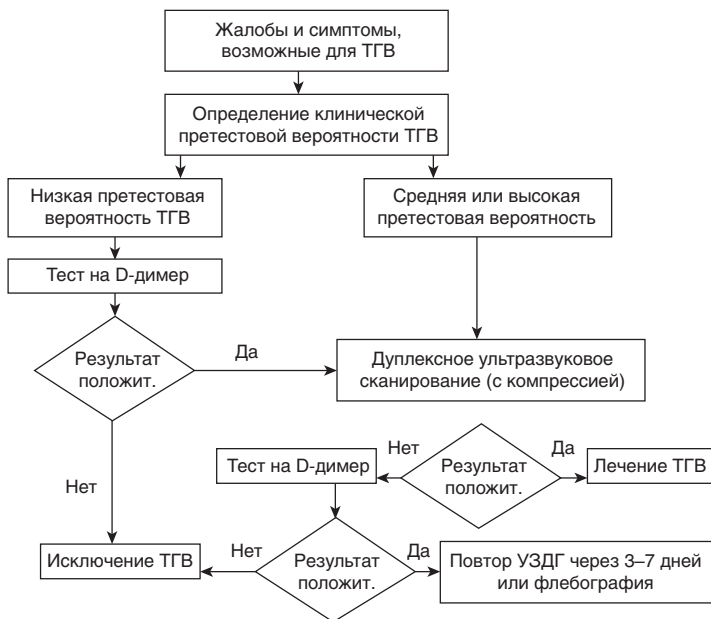 Жалобы и симптомы,
возможные для ТГВ
Определение клинической
претестовой вероятности ТГВ
Низкая претестовая
вероятность ТГВ
Средняя или высокая
претестовая вероятность
Тест на D-димер
Результат
положит.
Да
Дуплексное ультразвуковое
сканирование (с компрессией)
Нет
Тест на D-димер
Нет
Результат
положит.
Да
Лечение ТГВ
Исключение ТГВ
Нет
Результат
положит.
Да
Повтор УЗДГ через 3–7 дней
или флебография